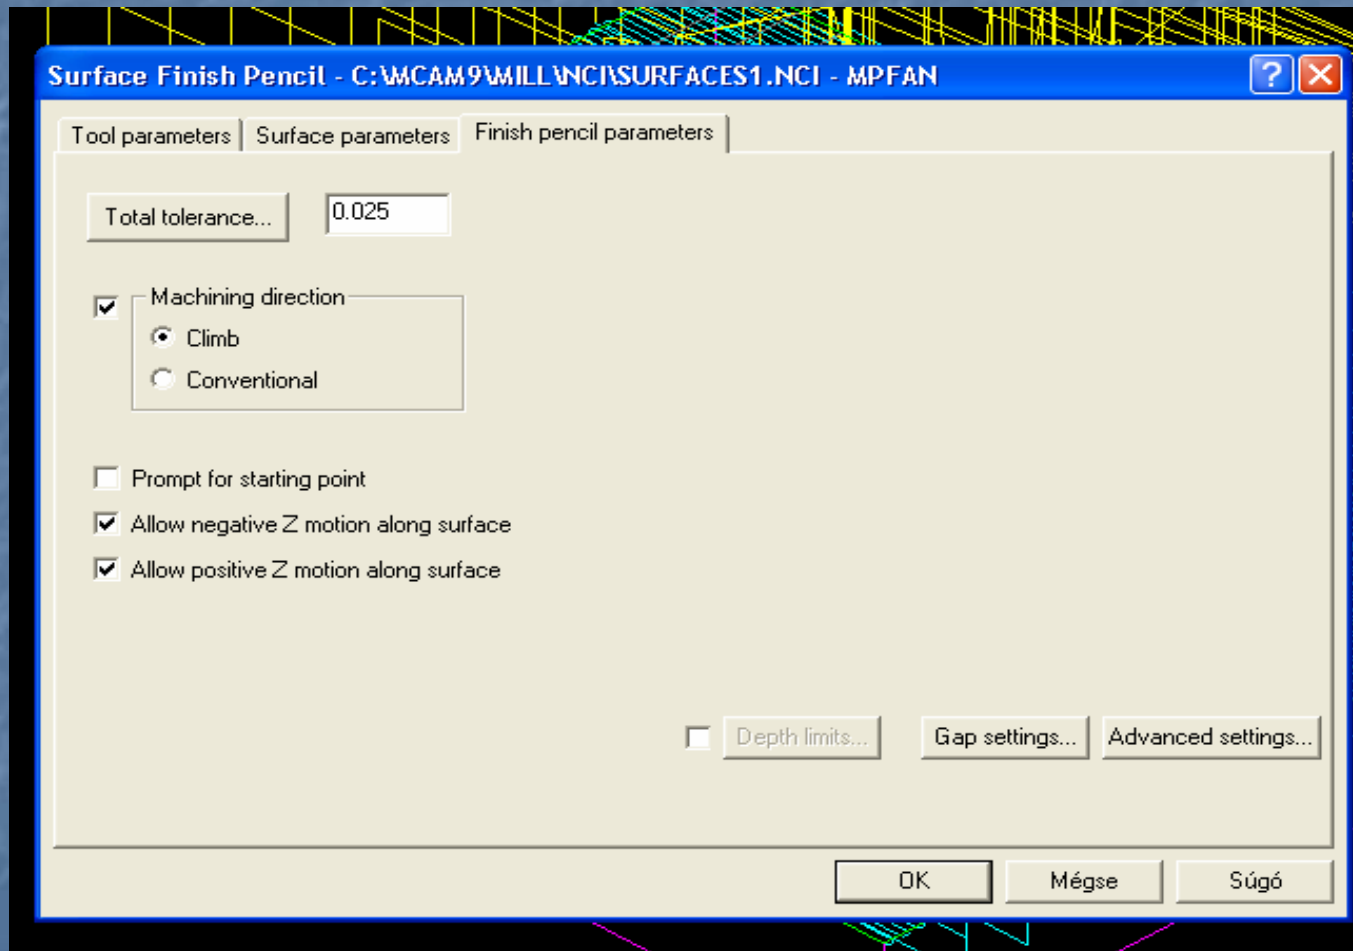 Surface Finish Pencil - C:\MCAM9\MILL\NCI\SURFACES1.NCI - MPFAN
Tool parameters Surface parameters Finish pencil parameters
Total tolerance... 0.025
Machining direction
Climb
Conventional
Prompt for starting point
Allow negative Z motion along surface
Allow positive Z motion along surface
Depth limits... Gap settings... Advanced settings...
OK Mégse Súgó